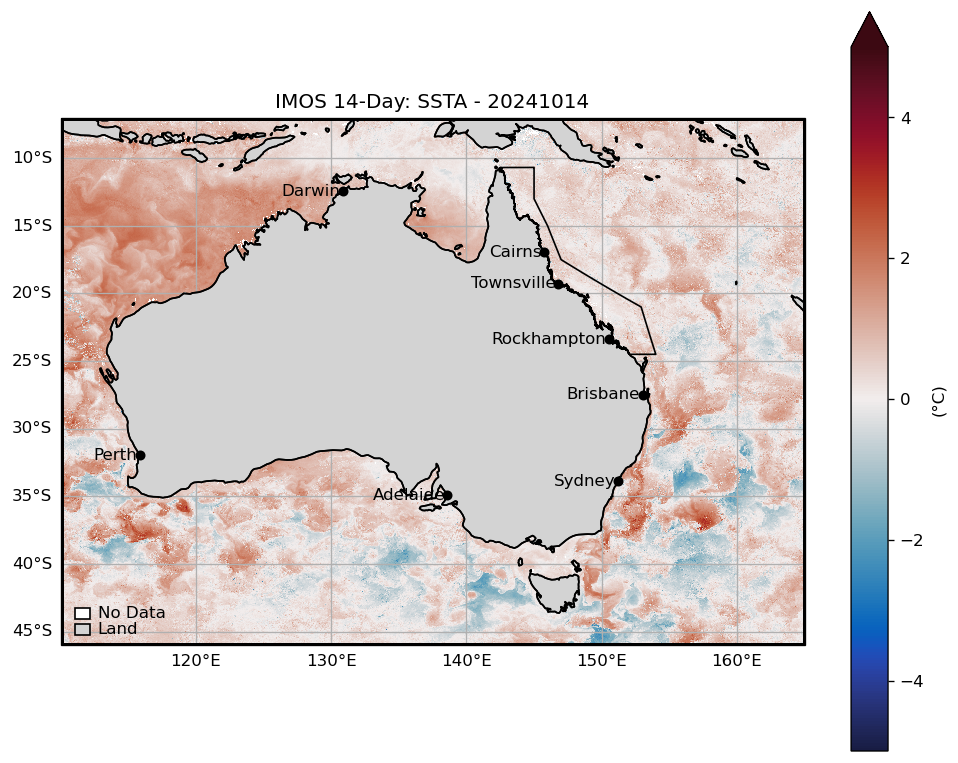 IMOS 14-Day: SSTA - 20241014
10°S
15°S
20°S
25°S
30°S
35°S
40°S
45°S
Darwin
Cairns
Townsville
Rockhampton
Brisbane
Perth
Sydney
Adelaide
No Data
Land
120°E
130°E
140°E
150°E
160°E
4
2
0
−2
−4
(°C)